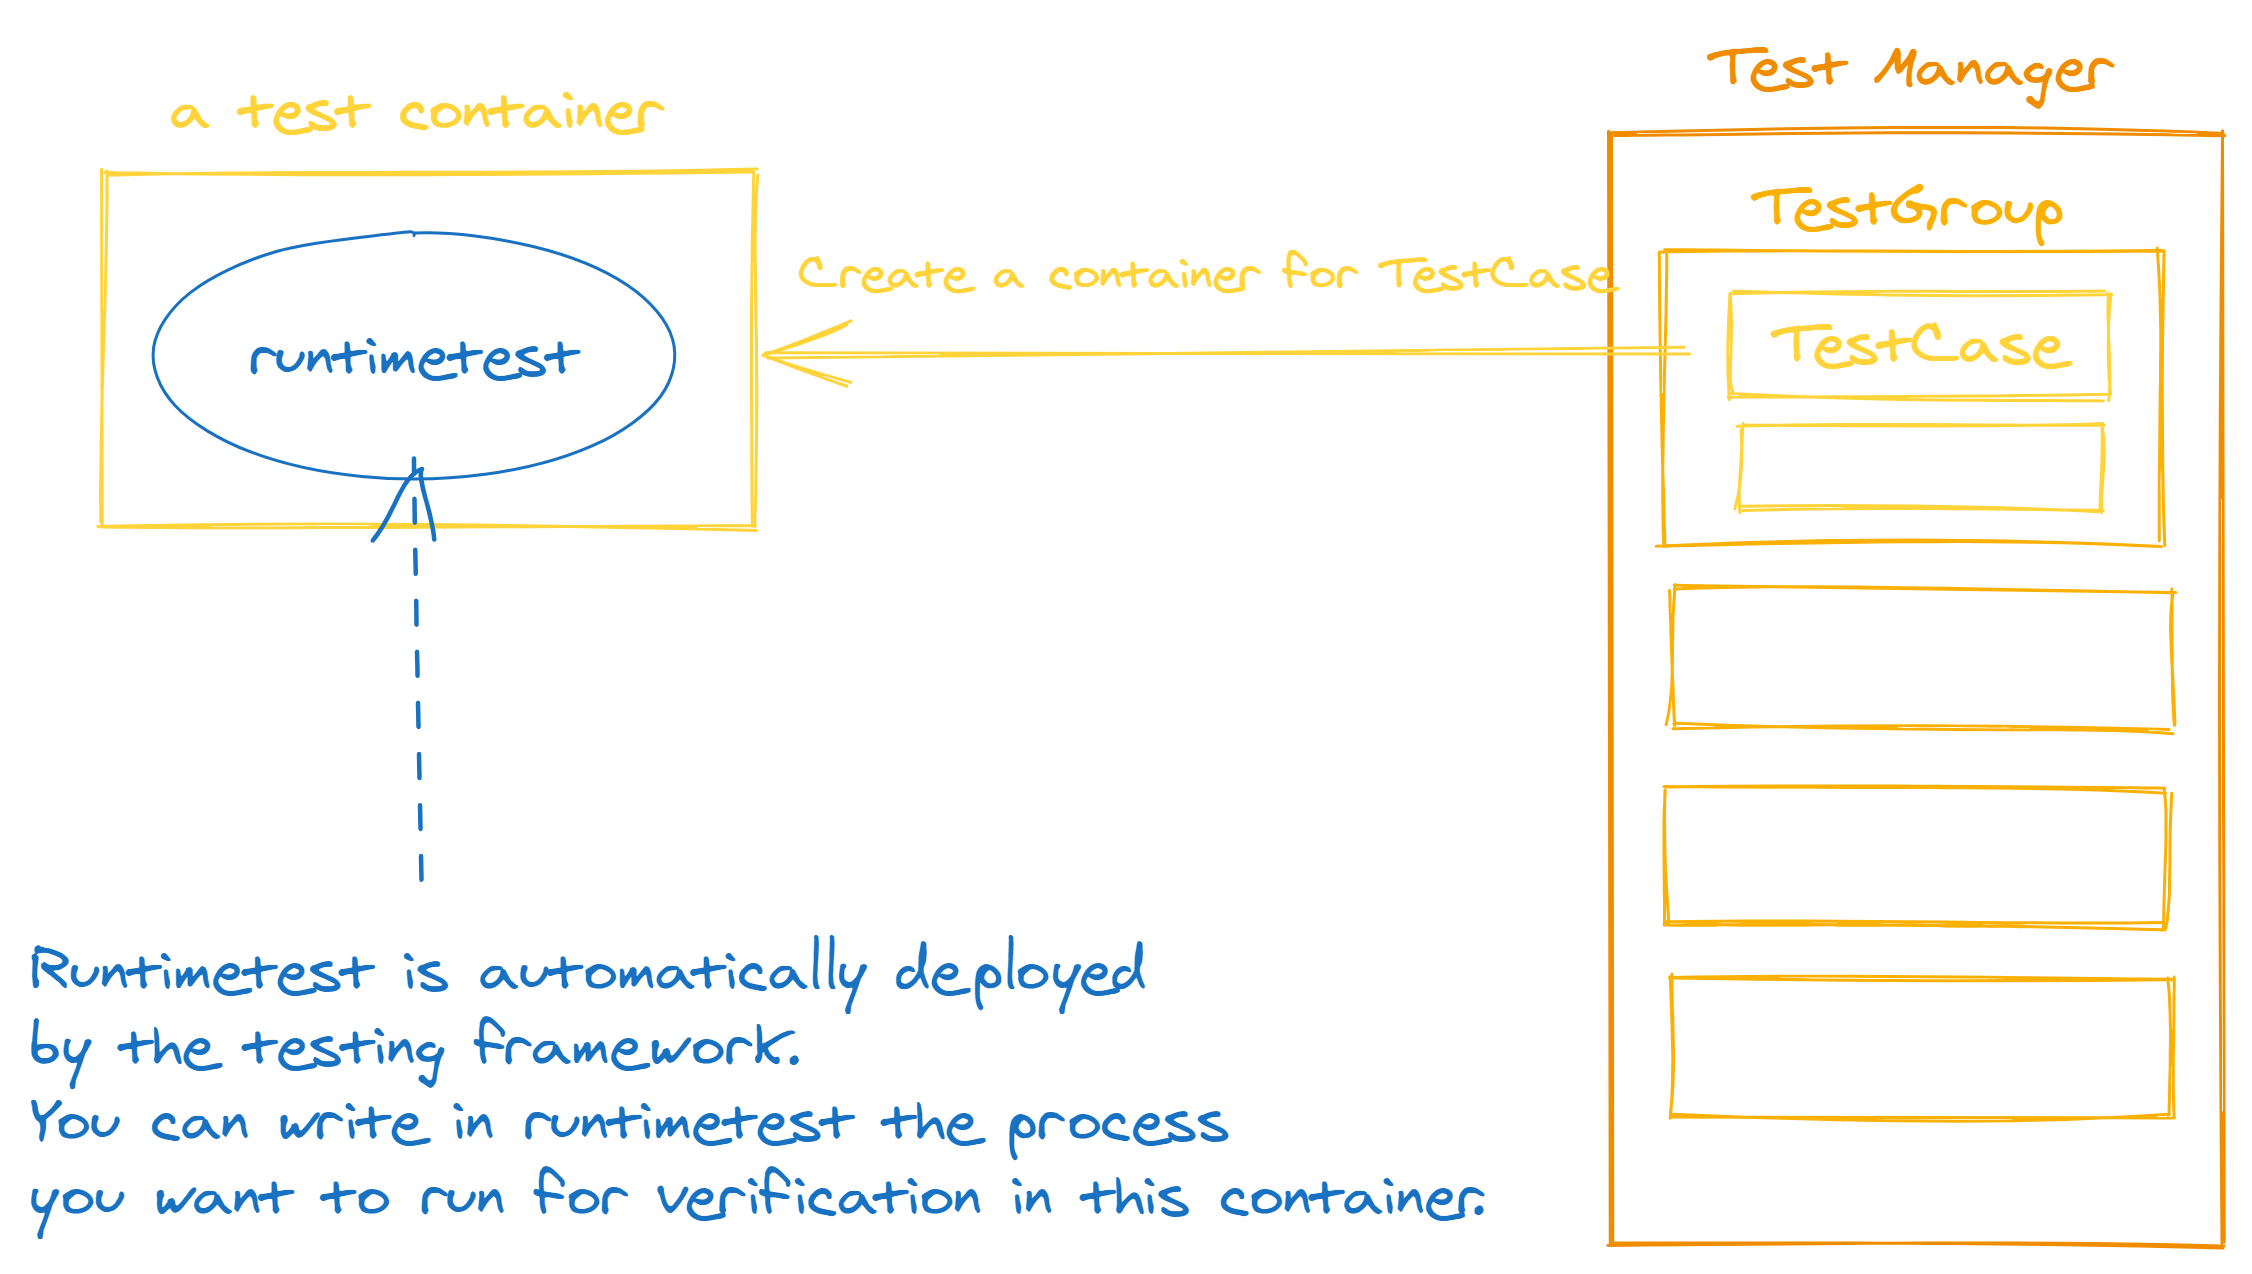 Test Manager
a test container
TestGroup
Create a container for TestCase
TestCase
runtimetest
Runtimetest is automatically deployed
by the testing framework.
You can write in runtimetest the process
you want to run for verification in this container.